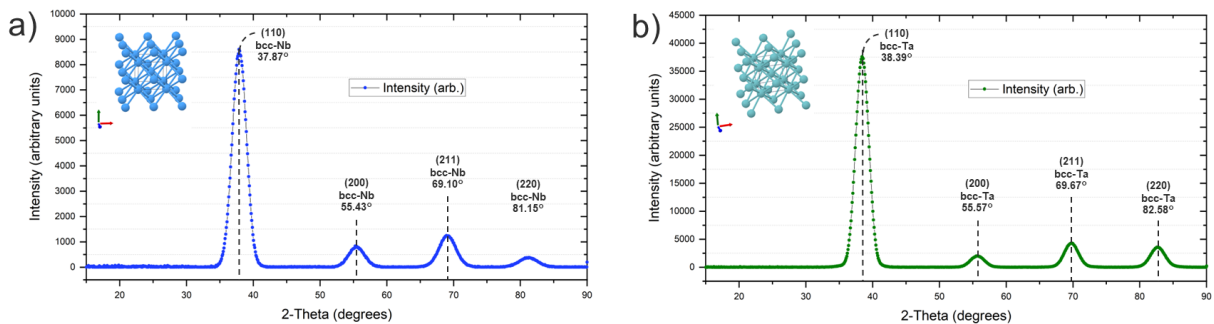 a)
9500
9000
8000
7000
6000
5000
4000
3000
2000
1000
0
Intensity (arbitrary units)
(110)
bcc-Nb
37.87°
Intensity (arb.)
(200)
bcc-Nb
55.43°
(211)
bcc-Nb
69.10°
(220)
bcc-Nb
81.15°
20 30 40 50 60 70 80 90
2-Theta (degrees)
b)
45000
40000
35000
30000
25000
20000
15000
10000
5000
0
Intensity (arbitrary units)
(110)
bcc-Ta
38.39°
Intensity (arb.)
(200)
bcc-Ta
55.57°
(211)
bcc-Ta
69.67°
(220)
bcc-Ta
82.58°
20 30 40 50 60 70 80 90
2-Theta (degrees)